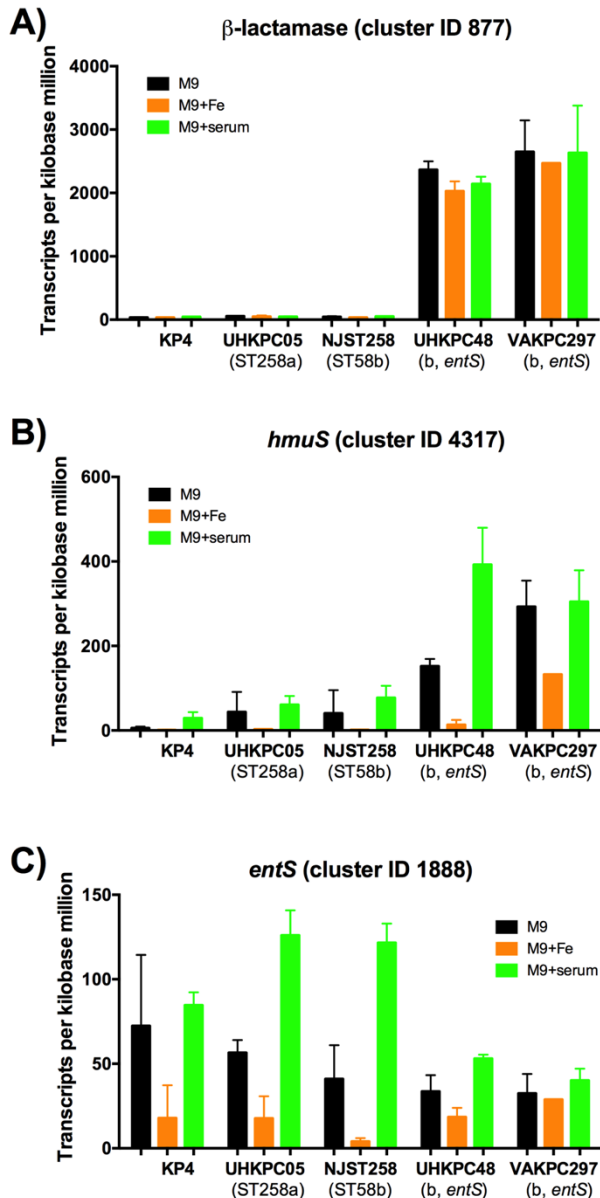 A)
β-lactamase (cluster ID 877)
Transcripts per kilobase million
4000
3000
2000
1000
0
M9
M9+Fe
M9+serum
KP4 UHKPC05 NJST258 UHKPC48 VAKPC297
(ST258a) (ST58b) (b, entS) (b, entS)
B)
hmuS (cluster ID 4317)
Transcripts per kilobase million
600
400
200
0
M9
M9+Fe
M9+serum
KP4 UHKPC05 NJST258 UHKPC48 VAKPC297
(ST258a) (ST58b) (b, entS) (b, entS)
C)
entS (cluster ID 1888)
Transcripts per kilobase million
150
100
50
0
M9
M9+Fe
M9+serum
KP4 UHKPC05 NJST258 UHKPC48 VAKPC297
(ST258a) (ST58b) (b, entS) (b, entS)